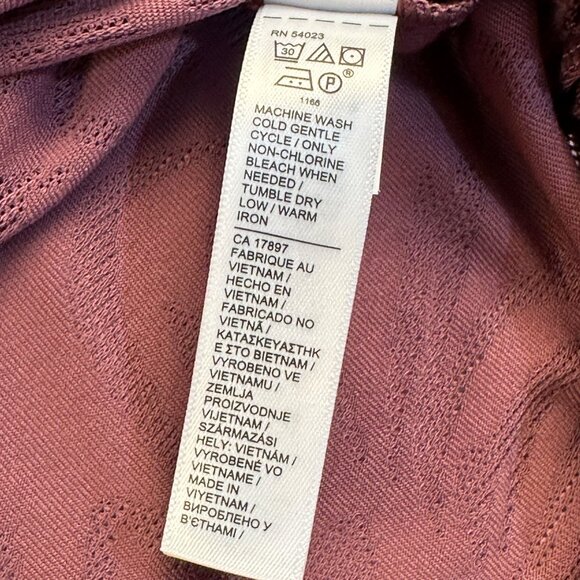 RN 54023
30
P ®
1166
MACHINE WASH
COLD GENTLE
CYCLE / ONLY
NON-CHLORINE
BLEACH WHEN
NEEDED /
TUMBLE DRY
LOW / WARM
IRON
CA 17897
FABRIQUE AU
VIETNAM /
HECHO EN
VIETNAM /
FABRICADO NO
VIETNÃ /
ΚΑΤΑΣΚΕΥΑΣΤΗΚ
Ε ΣΤΟ ΒΙΕΤΝΑΜ /
VYROBENO VE
VIETNAMU /
ZEMLJA
PROIZVODNJE
VIJETNAM /
SZÁRMAZÁSI
HELY: VIETNÁM /
VYROBENÉ VO
VIETNAME /
MADE IN
VIYETNAM /
ВИРОБЛЕНО У
В'ЄТНАМІ /